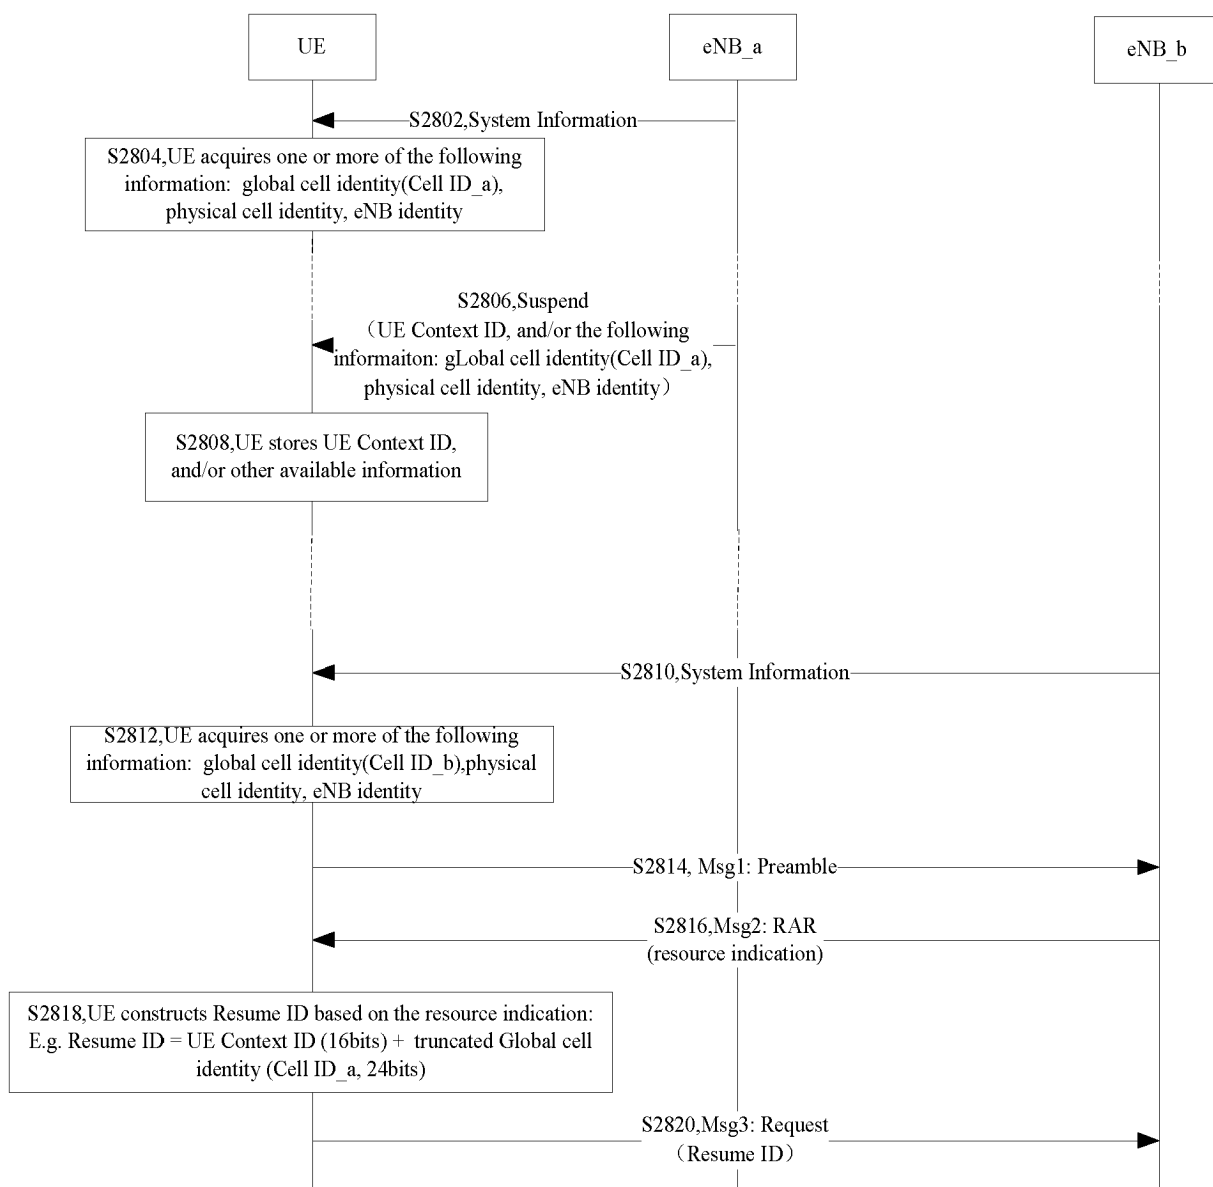 UE
eNB_a
eNB_b
S2802,System Information
S2804,UE acquires one or more of the following
information:  global cell identity(Cell ID_a),
physical cell identity, eNB identity
S2806,Suspend
（UE Context ID, and/or the following
informaiton: gLobal cell identity(Cell ID_a),
physical cell identity, eNB identity）
S2808,UE stores UE Context ID,
and/or other available information
S2810,System Information
S2812,UE acquires one or more of the following
information:  global cell identity(Cell ID_b),physical
cell identity, eNB identity
S2814, Msg1: Preamble
S2816,Msg2: RAR
(resource indication)
S2818,UE constructs Resume ID based on the resource indication:
E.g. Resume ID = UE Context ID (16bits) +  truncated Global cell
identity (Cell ID_a, 24bits)
S2820,Msg3: Request
（Resume ID）